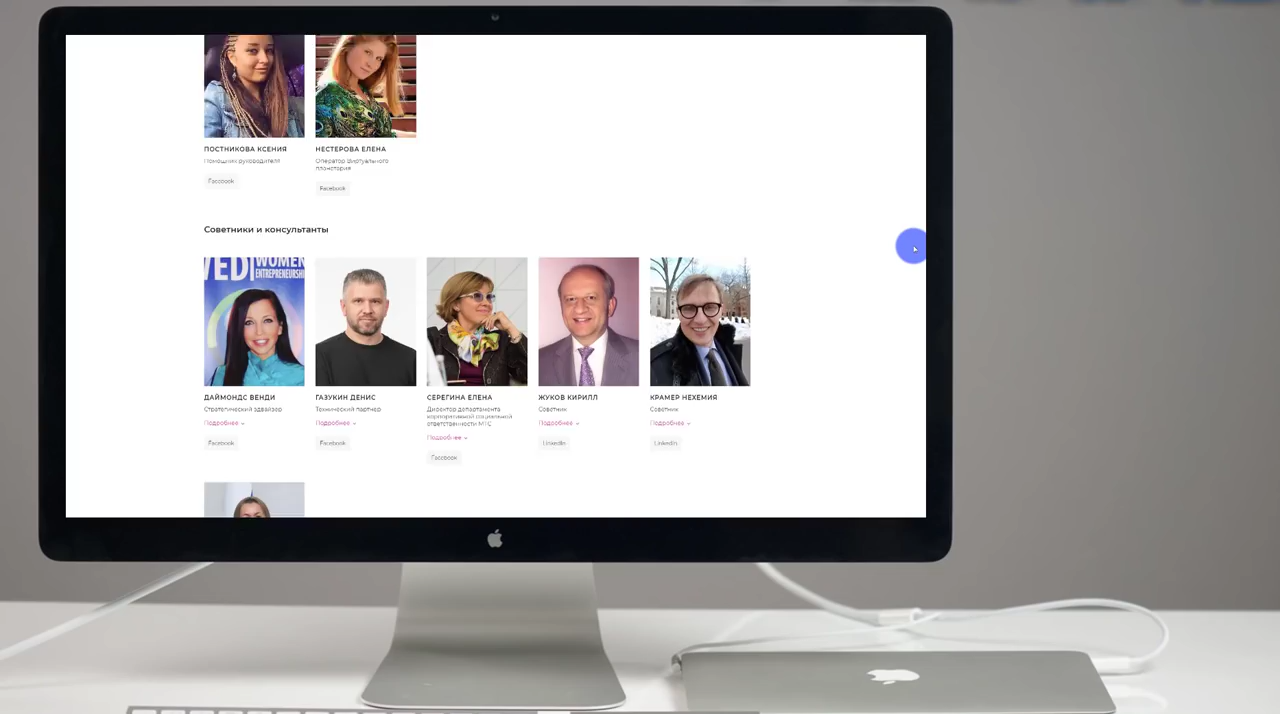 ПОСТНИКОВА КСЕНИЯ
Помощник руководителя
Facebook
НЕСТЕРОВА ЕЛЕНА
Оператор Виртуального
планетария
Facebook
Советники и консультанты
WOMEN
ENTREPRENEURSHIP
ДАЙМОНДС ВЕНДИ
Стратегический эдвайзер
Подробнее
Facebook
ГАЗУКИН ДЕНИС
Технический партнер
Подробнее
Facebook
СЕРЕГИНА ЕЛЕНА
Директор департамента
корпоративной социальной
ответственности МТС
Подробнее
Facebook
ЖУКОВ КИРИЛЛ
Советник
Подробнее
LinkedIn
КРАМЕР НЕХЕМИЯ
Советник
Подробнее
LinkedIn